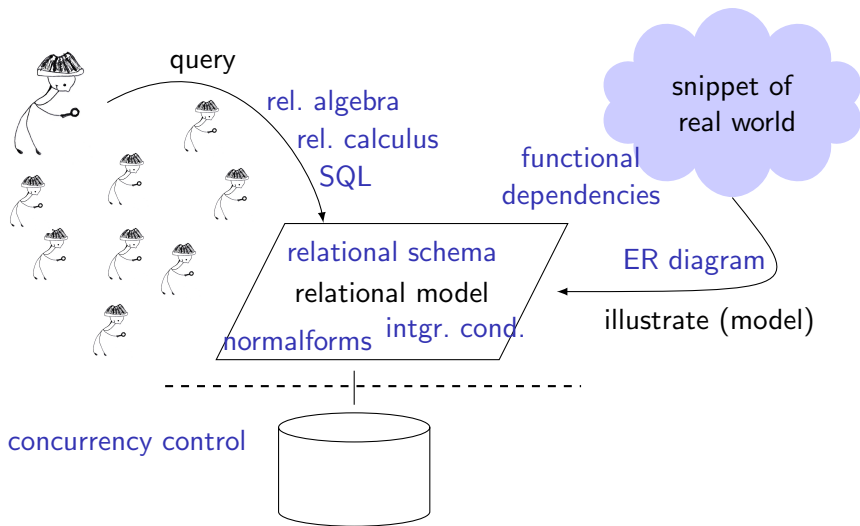 query
rel. algebra
rel. calculus
SQL
snippet of
real world
functional
dependencies
relational schema
relational model
normalforms
intgr. cond.
ER diagram
illustrate (model)
concurrency control